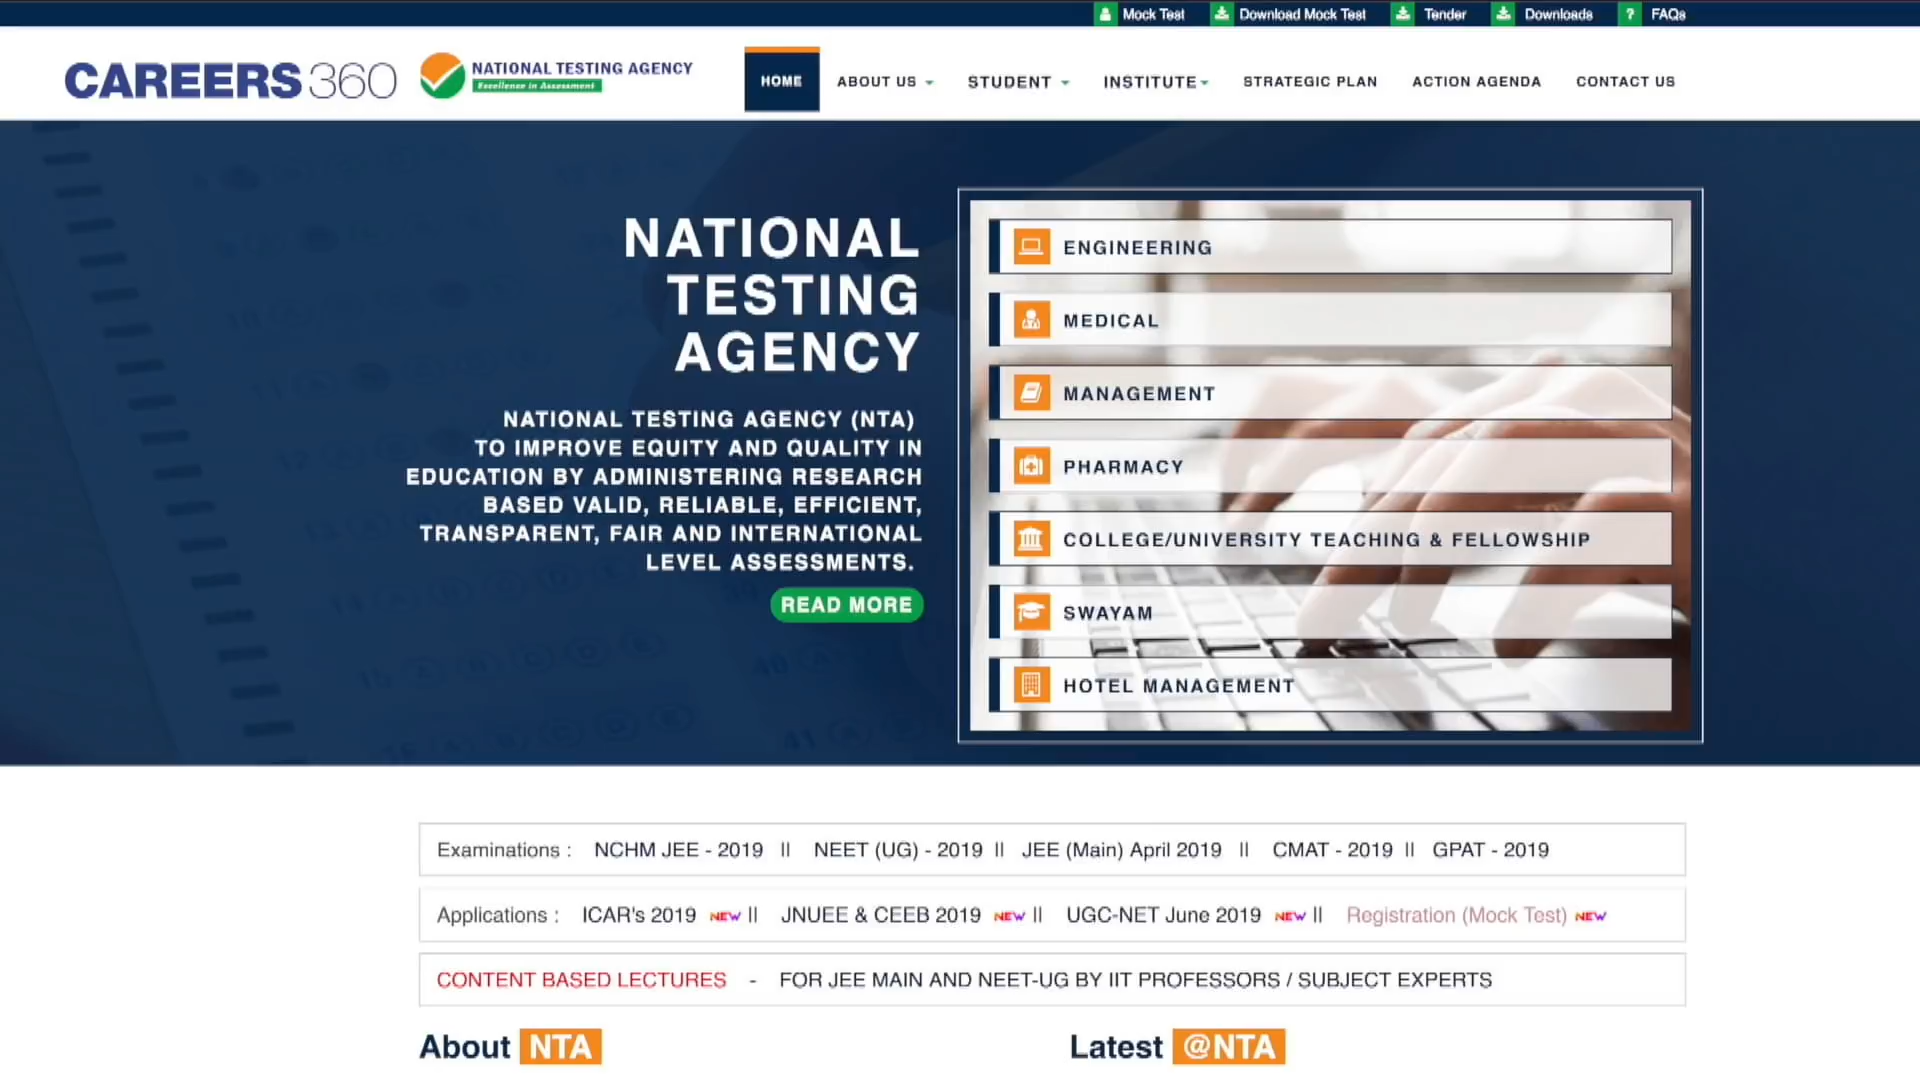 Mock Test Download Mock Test Tender Downloads ? FAQs
CAREERS360 NATIONAL TESTING AGENCY
Excellence in Assessment
HOME ABOUT US STUDENT INSTITUTE STRATEGIC PLAN ACTION AGENDA CONTACT US
NATIONAL
TESTING
AGENCY
NATIONAL TESTING AGENCY (NTA)
TO IMPROVE EQUITY AND QUALITY IN
EDUCATION BY ADMINISTERING RESEARCH
BASED VALID, RELIABLE, EFFICIENT,
TRANSPARENT, FAIR AND INTERNATIONAL
LEVEL ASSESSMENTS.
READ MORE
ENGINEERING
MEDICAL
MANAGEMENT
PHARMACY
COLLEGE/UNIVERSITY TEACHING & FELLOWSHIP
SWAYAM
HOTEL MANAGEMENT
Examinations : NCHM JEE - 2019 || NEET (UG) - 2019 || JEE (Main) April 2019 || CMAT - 2019 || GPAT - 2019
Applications : ICAR's 2019 NEW || JNUEE & CEEB 2019 NEW || UGC-NET June 2019 NEW || Registration (Mock Test) NEW
CONTENT BASED LECTURES - FOR JEE MAIN AND NEET-UG BY IIT PROFESSORS / SUBJECT EXPERTS
About NTA
Latest @NTA